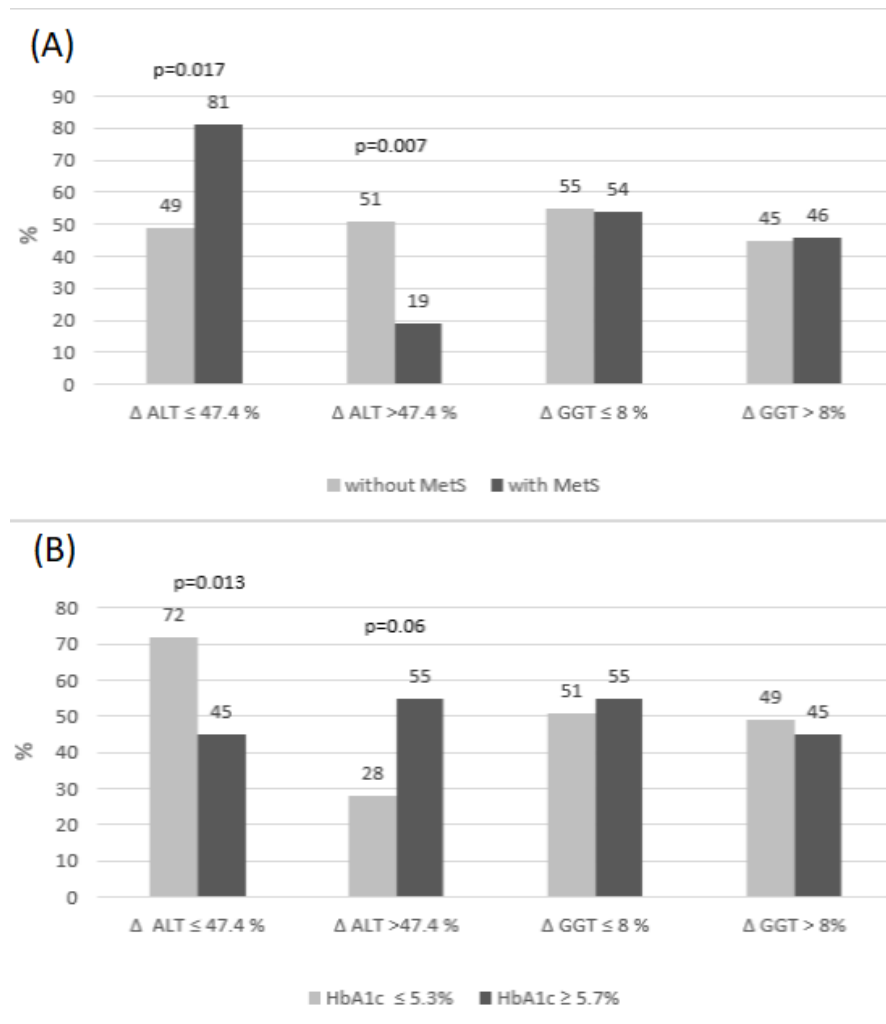 (A)
p=0.017
90
80
70
60
50
40
30
20
10
0
%
49
81
p=0.007
51
19
55
54
45
46
Δ ALT ≤ 47.4 %
Δ ALT >47.4 %
Δ GGT ≤ 8 %
Δ GGT > 8%
without MetS
with MetS
(B)
p=0.013
80
70
60
50
40
30
20
10
0
%
72
45
p=0.06
28
55
51
55
49
45
Δ ALT ≤ 47.4 %
Δ ALT >47.4 %
Δ GGT ≤ 8 %
Δ GGT > 8%
HbA1c ≤ 5.3%
HbA1c ≥ 5.7%